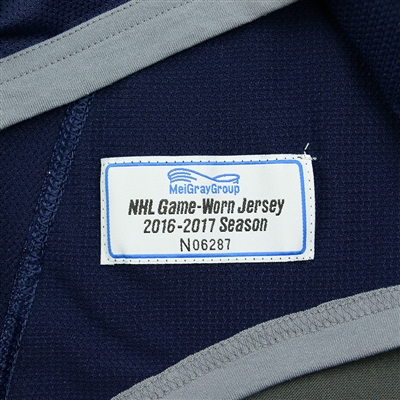 MeiGrayGroup
NHL Game-Worn Jersey
2016-2017 Season
N06287